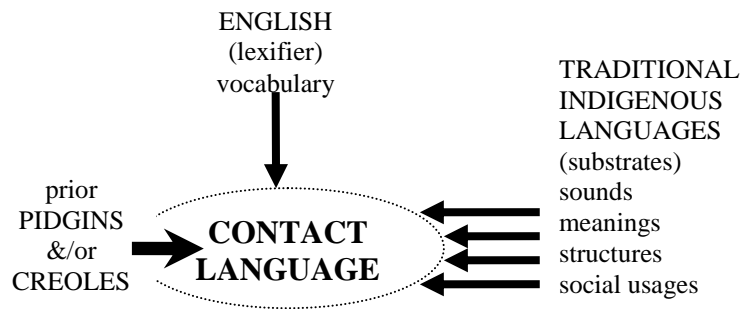 ENGLISH
(lexifier)
vocabulary
TRADITIONAL
INDIGENOUS
LANGUAGES
(substrates)
sounds
meanings
structures
social usages
prior
PIDGINS
&/or
CREOLES
CONTACT
LANGUAGE